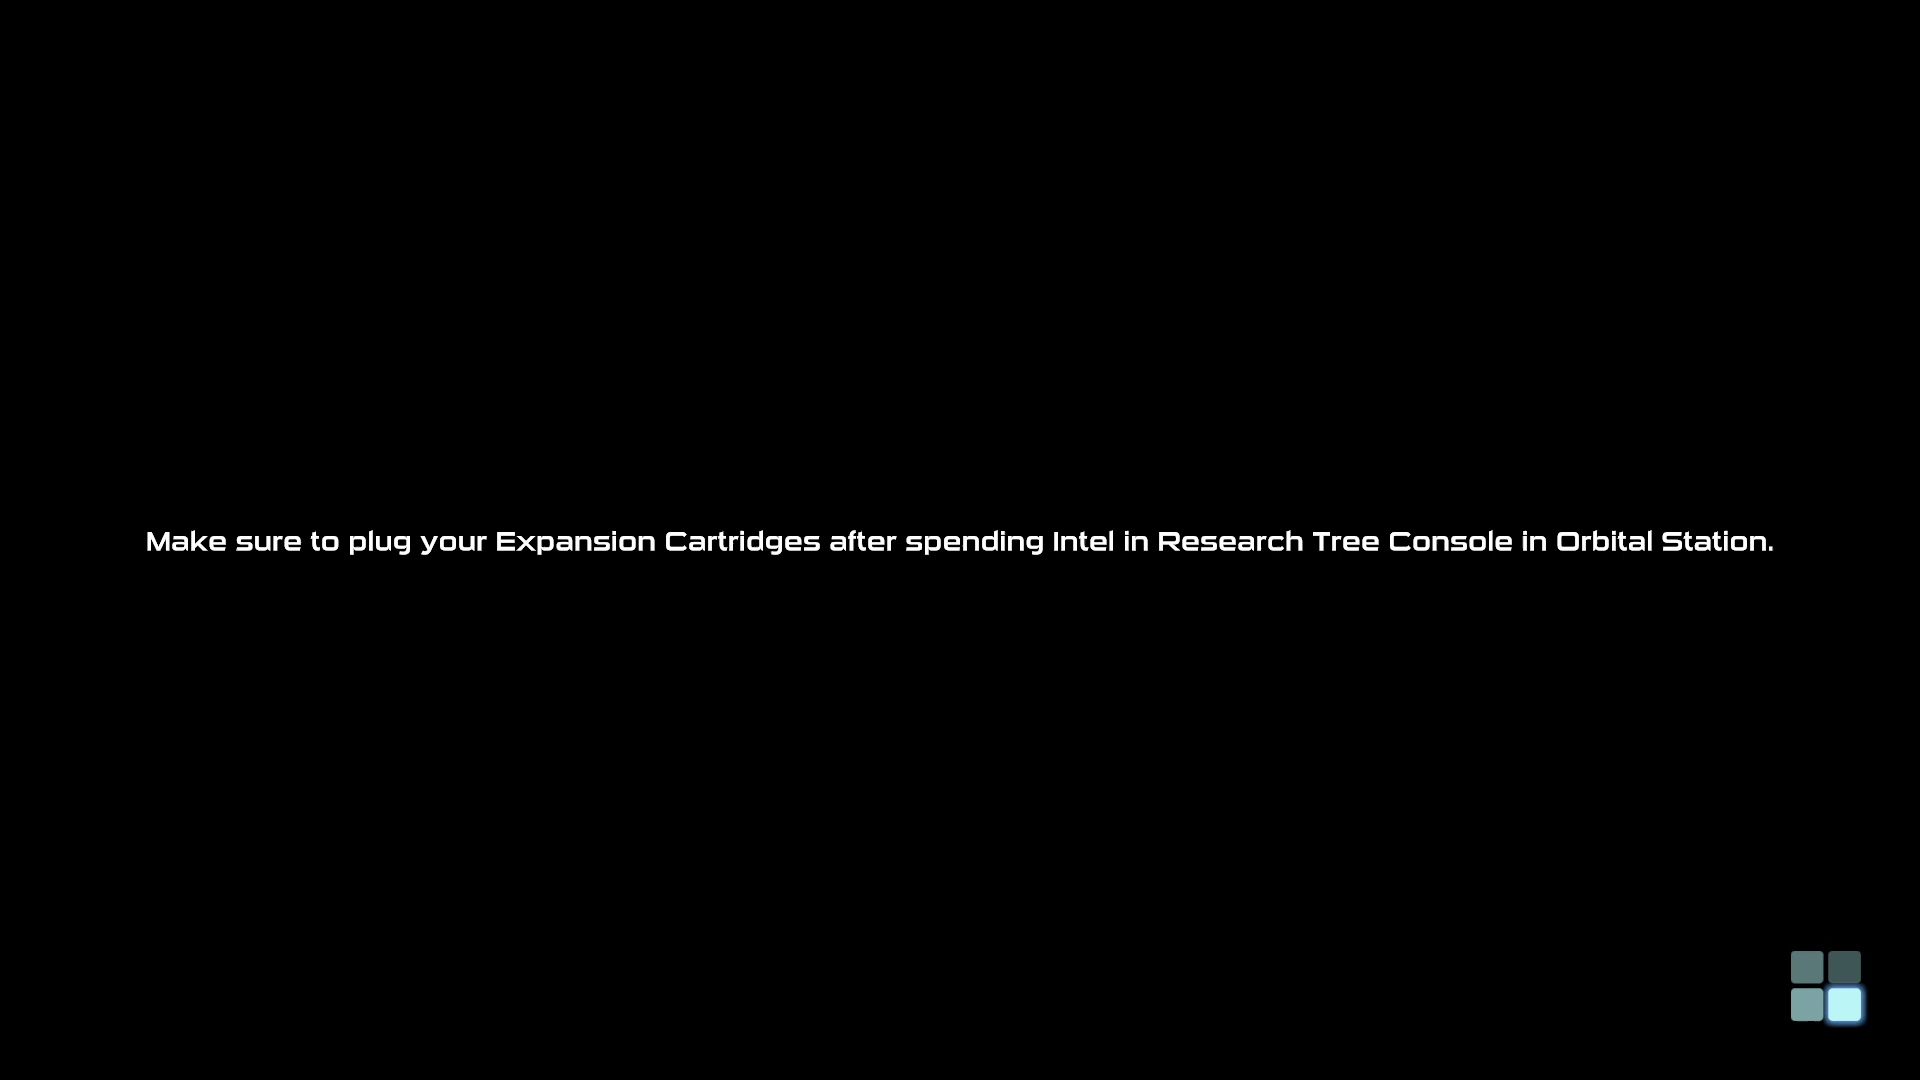 Make sure to plug your Expansion Cartridges after spending Intel in Research Tree Console in Orbital Station.